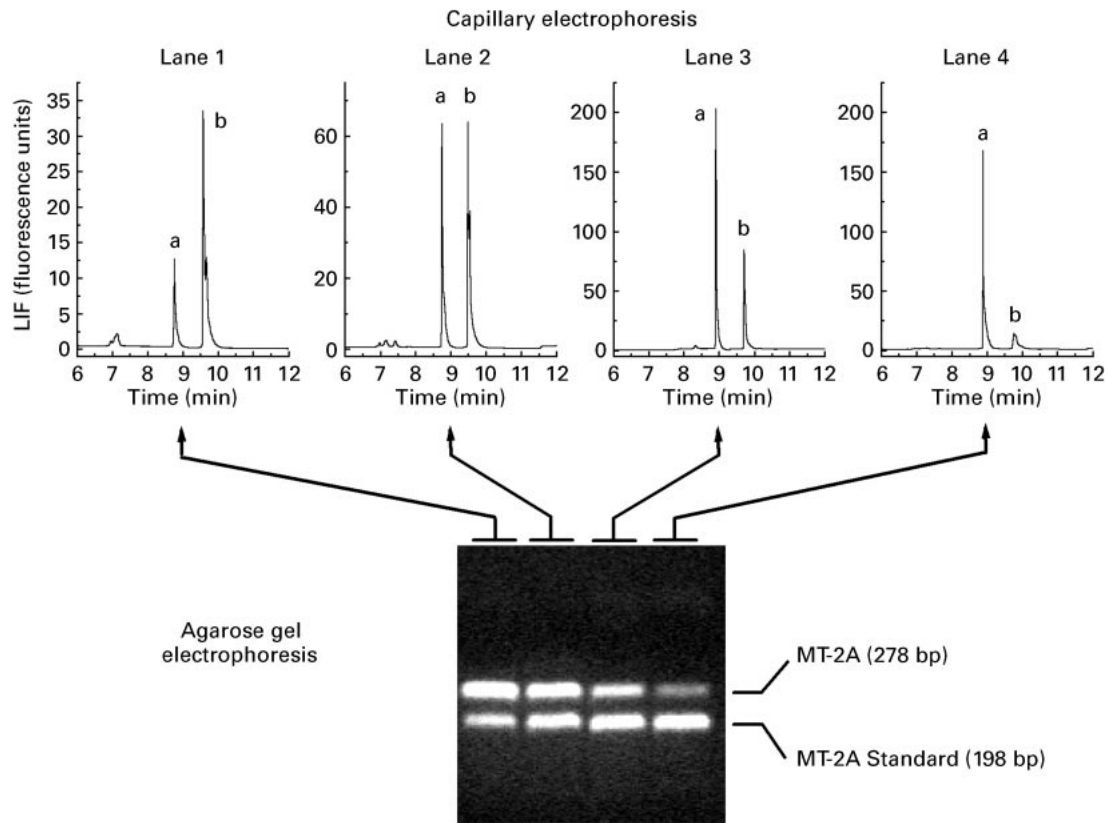 Capillary electrophoresis
Lane 1 Lane 2 Lane 3 Lane 4
LIF (fluorescence units)
35
30
25
20
15
10
5
0
a
b
6 7 8 9 10 11 12
Time (min)
60
40
20
0
a b
6 7 8 9 10 11 12
Time (min)
200
150
100
50
0
a
b
6 7 8 9 10 11 12
Time (min)
200
150
100
50
0
a
b
6 7 8 9 10 11 12
Time (min)
Agarose gel
electrophoresis
MT-2A (278 bp)
MT-2A Standard (198 bp)